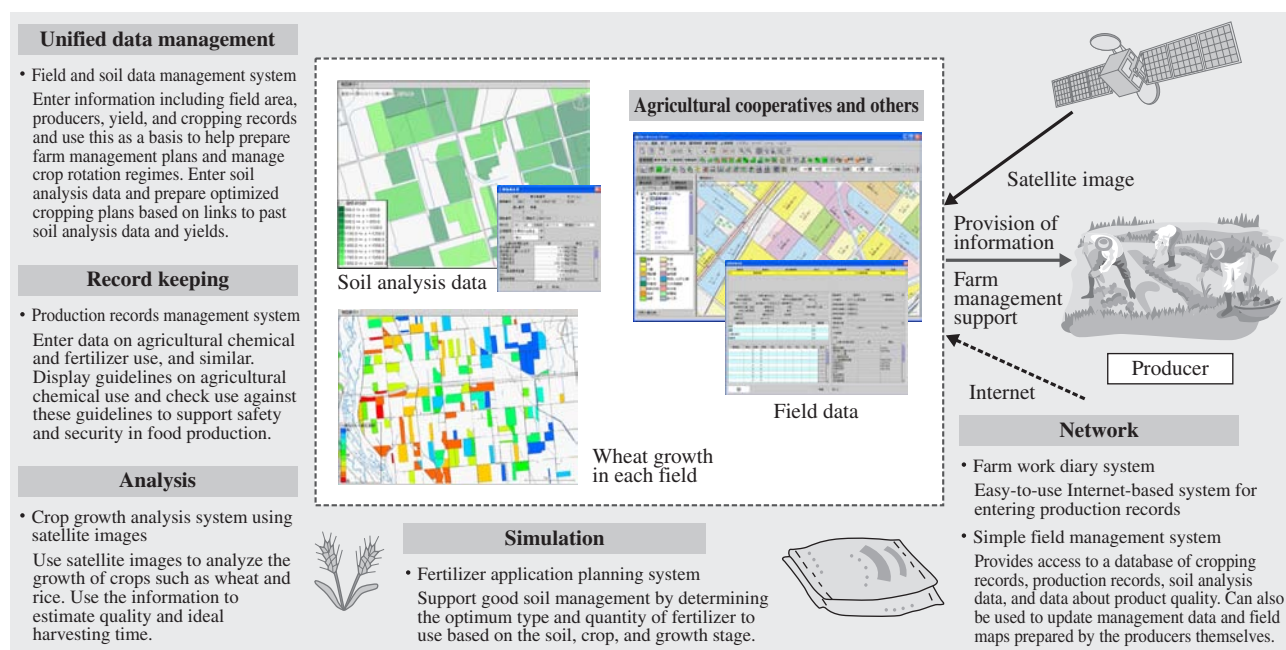 Unified data management
• Field and soil data management system
Enter information including field area,
producers, yield, and cropping records
and use this as a basis to help prepare
farm management plans and manage
crop rotation regimes. Enter soil
analysis data and prepare optimized
cropping plans based on links to past
soil analysis data and yields.
Record keeping
• Production records management system
Enter data on agricultural chemical
and fertilizer use, and similar.
Display guidelines on agricultural
chemical use and check use against
these guidelines to support safety
and security in food production.
Analysis
• Crop growth analysis system using
satellite images
Use satellite images to analyze the
growth of crops such as wheat and
rice. Use the information to
estimate quality and ideal
harvesting time.
Soil analysis data
Agricultural cooperatives and others
Field data
Wheat growth
in each field
Simulation
• Fertilizer application planning system
Support good soil management by determining
the optimum type and quantity of fertilizer to
use based on the soil, crop, and growth stage.
Satellite image
Provision of
information
Farm
management
support
Producer
Internet
Network
• Farm work diary system
Easy-to-use Internet-based system for
entering production records
• Simple field management system
Provides access to a database of cropping
records, production records, soil analysis
data, and data about product quality. Can also
be used to update management data and field
maps prepared by the producers themselves.